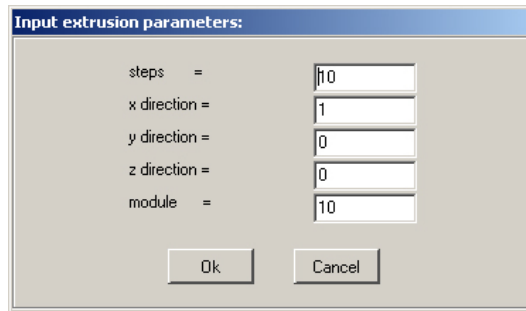 Input extrusion parameters:
steps = 10
x direction = 1
y direction = 0
z direction = 0
module = 10
Ok Cancel